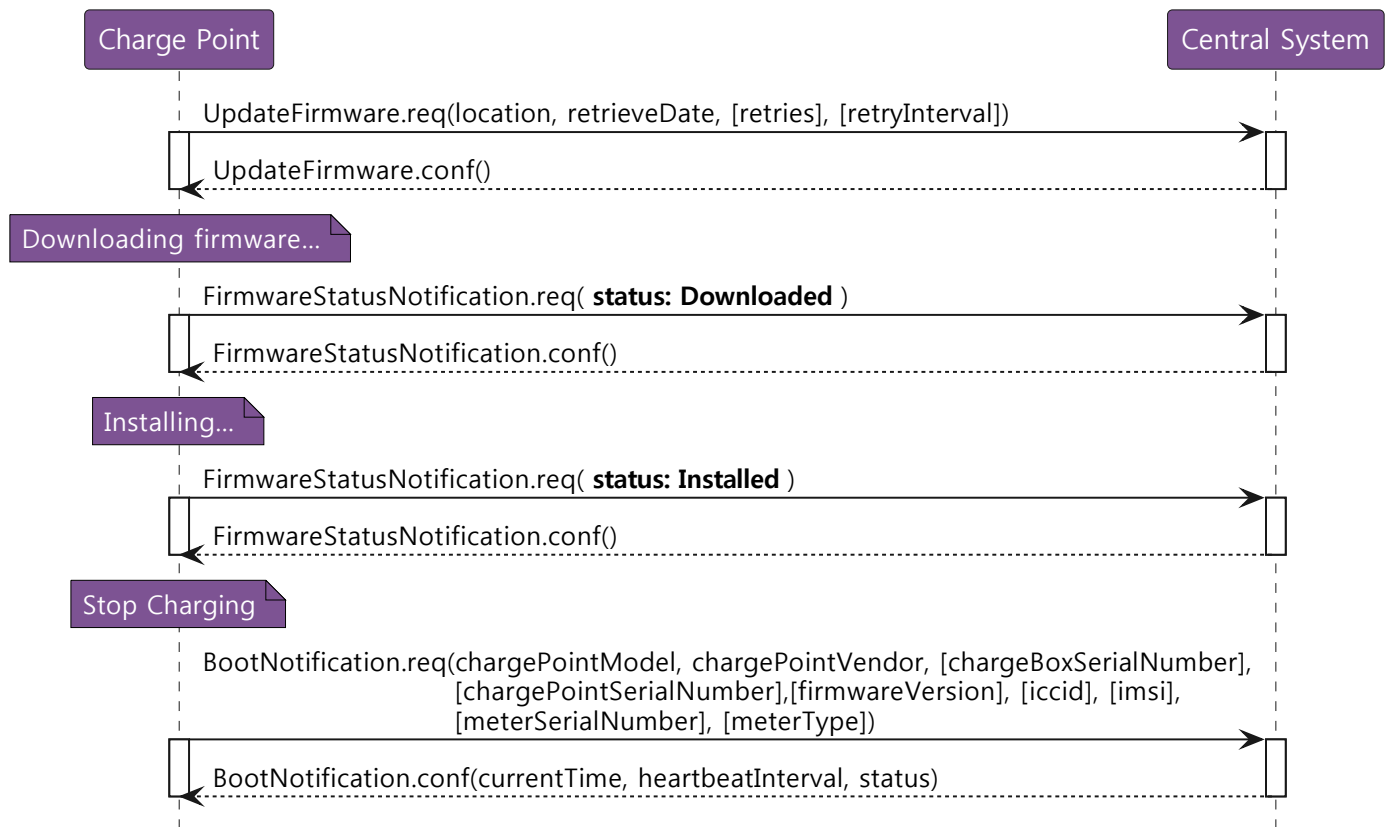 Charge Point
Central System
UpdateFirmware.req(location, retrieveDate, [retries], [retryInterval])
UpdateFirmware.conf()
Downloading firmware...
FirmwareStatusNotification.req( status: Downloaded )
FirmwareStatusNotification.conf()
Installing...
FirmwareStatusNotification.req( status: Installed )
FirmwareStatusNotification.conf()
Stop Charging
BootNotification.req(chargePointModel, chargePointVendor, [chargeBoxSerialNumber],
[chargePointSerialNumber],[firmwareVersion], [iccid], [imsi],
[meterSerialNumber], [meterType])
BootNotification.conf(currentTime, heartbeatInterval, status)